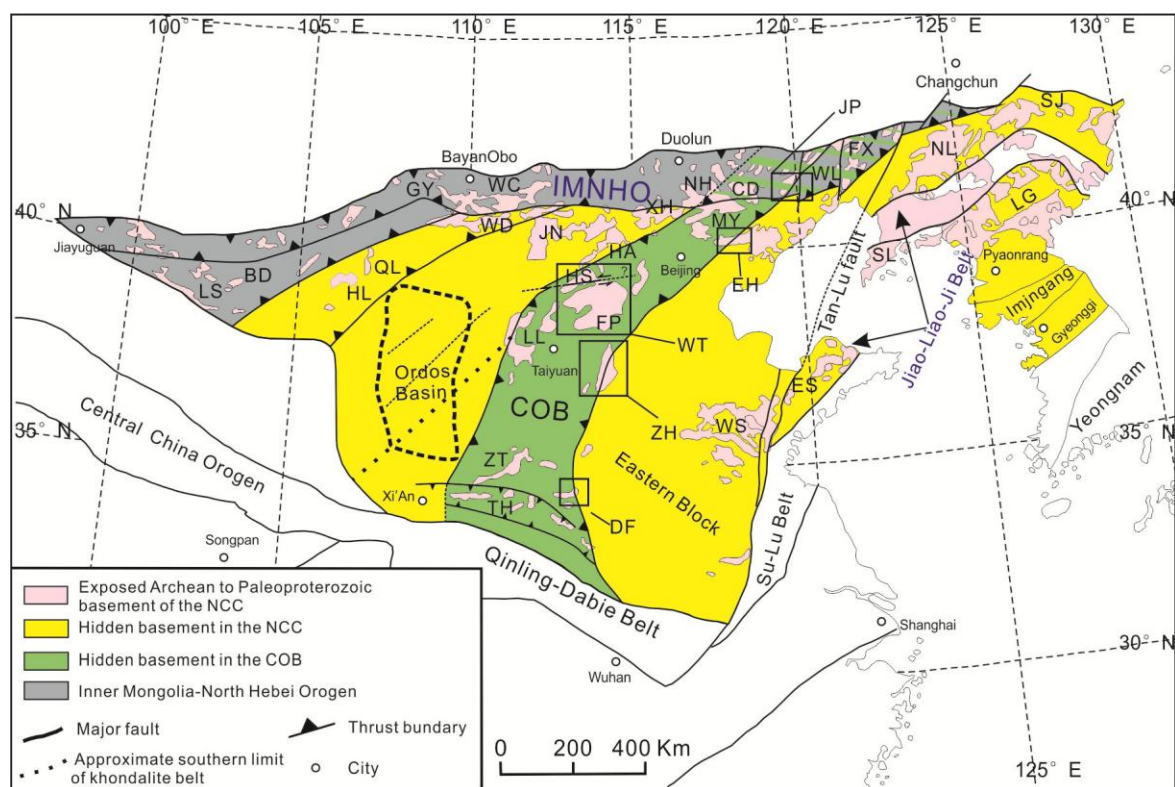 100° E
105° E
110° E
115° E
120° E
125° E
130° E
Changchun
SJ
JP
Duolun
FX
NL
BayanObo
GY
WC
IMNHO
NH
CD
WL
40° N
LG
40° N
XH
WD
JN
MY
Jiayuguan
SL
Pyaonrang
BD
QL
HA
Beijing
LS
HL
HS
?
EH
Tan-Lu fault
Jiao-Liao-Ji Belt
Imjngang
Gyeonggi
FP
WT
LL
Taiyuan
Ordos
Basin
ES
COB
ZH
WS
Yeongnam
35° N
35° N
Central China Orogen
ZT
Eastern Block
Xi'An
TH
DF
Su-Lu Belt
Songpan
Qinling-Dabie Belt
Shanghai
30° N
Wuhan
Exposed Archean to Paleoproterozoic
basement of the NCC
Hidden basement in the NCC
Hidden basement in the COB
Inner Mongolia-North Hebei Orogen
Major fault
Thrust bundary
Approximate southern limit
of khondalite belt
City
0 200 400 Km
125° E